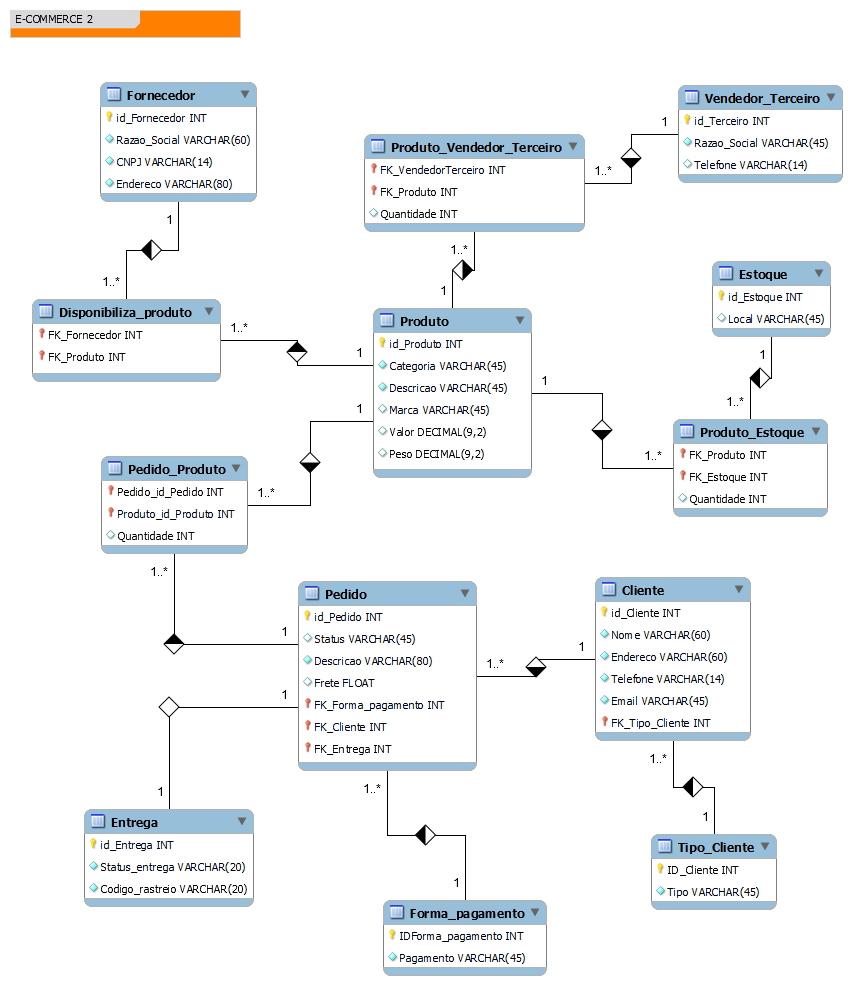 E-COMMERCE 2
Fornecedor
id_Fornecedor INT
Razao_Social VARCHAR(60)
CNPJ VARCHAR(14)
Endereco VARCHAR(80)
1
1..*
Produto_Vendedor_Terceiro
FK_VendedorTerceiro INT
FK_Produto INT
Quantidade INT
1..*
1
Vendedor_Terceiro
id_Terceiro INT
Razao_Social VARCHAR(45)
Telefone VARCHAR(14)
1..*
1
Estoque
id_Estoque INT
Local VARCHAR(45)
1
1..*
Disponibiliza_produto
FK_Fornecedor INT
FK_Produto INT
1..*
1
Produto
id_Produto INT
Categoria VARCHAR(45)
Descricao VARCHAR(45)
Marca VARCHAR(45)
Valor DECIMAL(9,2)
Peso DECIMAL(9,2)
1
1..*
Produto_Estoque
FK_Produto INT
FK_Estoque INT
Quantidade INT
1
1..*
Pedido_Produto
Pedido_id_Pedido INT
Produto_id_Produto INT
Quantidade INT
1..*
1
Pedido
id_Pedido INT
Status VARCHAR(45)
Descricao VARCHAR(80)
Frete FLOAT
FK_Forma_pagamento INT
FK_Cliente INT
FK_Entrega INT
1..*
1
Cliente
id_Cliente INT
Nome VARCHAR(60)
Endereco VARCHAR(60)
Telefone VARCHAR(14)
Email VARCHAR(45)
FK_Tipo_Cliente INT
1
1
Entrega
id_Entrega INT
Status_entrega VARCHAR(20)
Codigo_rastreio VARCHAR(20)
1..*
1
Forma_pagamento
IDForma_pagamento INT
Pagamento VARCHAR(45)
1..*
1
Tipo_Cliente
ID_Cliente INT
Tipo VARCHAR(45)